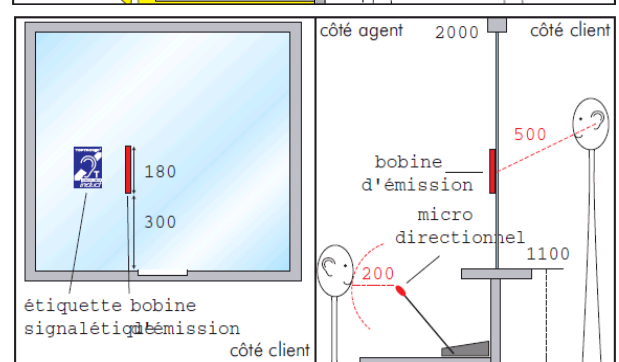 180
300
étiquette bobine
signalétique d'émission
côté client
côté agent
2000
côté client
500
bobine
d'émission
micro
directionnel
1100
200